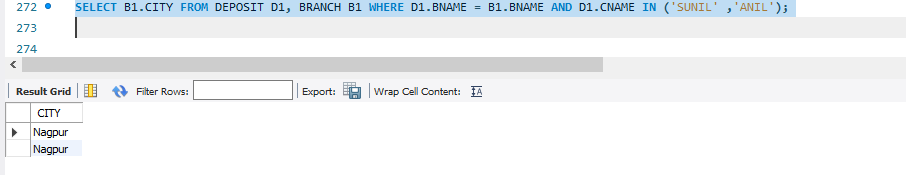 272 SELECT B1.CITY FROM DEPOSIT D1, BRANCH B1 WHERE D1.BNAME = B1.BNAME AND D1.CNAME IN ('SUNIL' ,'ANIL');
273
274
Result Grid Filter Rows: Export: Wrap Cell Content:
CITY
Nagpur
Nagpur